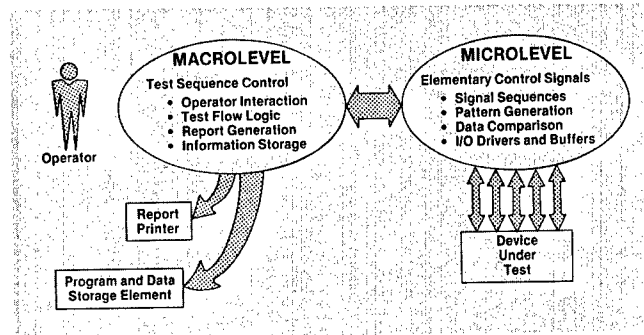 MACROLEVEL
Test Sequence Control
• Operator Interaction
• Test Flow Logic
• Report Generation
• Information Storage
MICROLEVEL
Elementary Control Signals
• Signal Sequences
• Pattern Generation
• Data Comparison
• I/O Drivers and Buffers
Operator
Report
Printer
Program and Data
Storage Element
Device
Under
Test